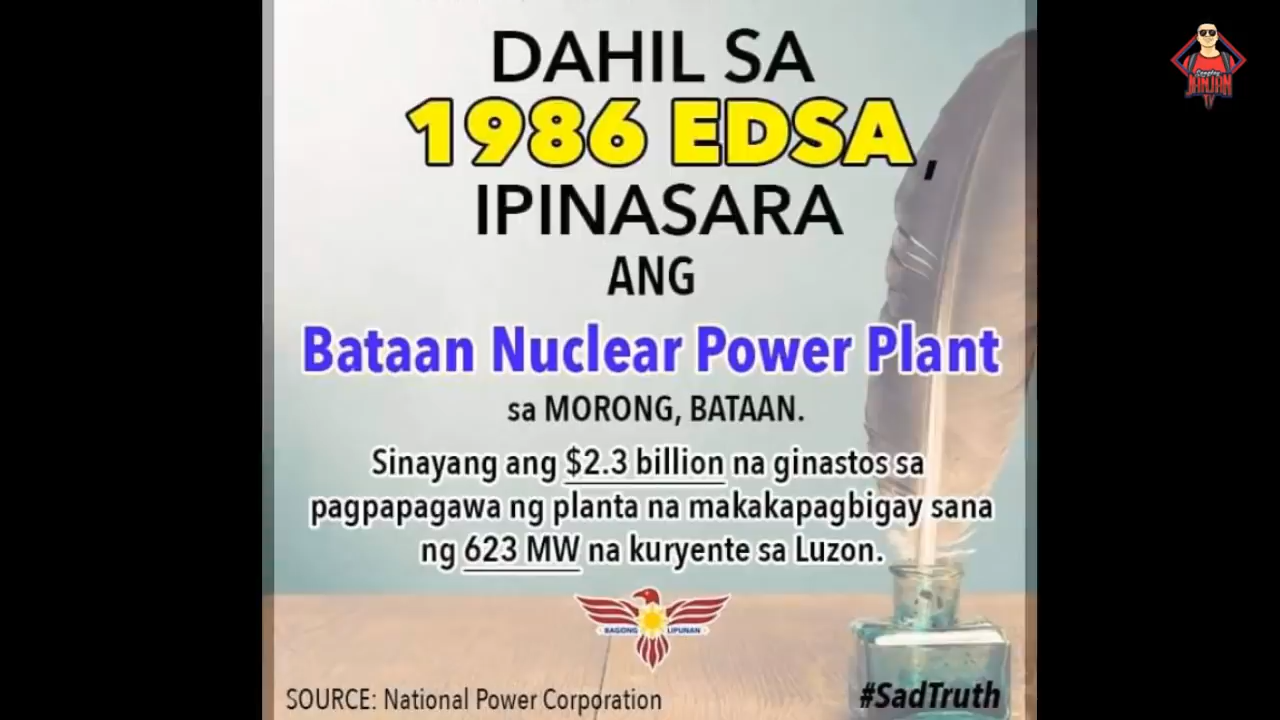 DAHIL SA
1986 EDSA,
IPINASARA
ANG
Bataan Nuclear Power Plant
sa MORONG, BATAAN.
Sinayang ang $2.3 billion na ginastos sa
pagpapagawa ng planta na makakapagbigay sana
ng 623 MW na kuryente sa Luzon.
BAGONG LIPUNAN
SOURCE: National Power Corporation
#SadTruth
JANJAN
TV